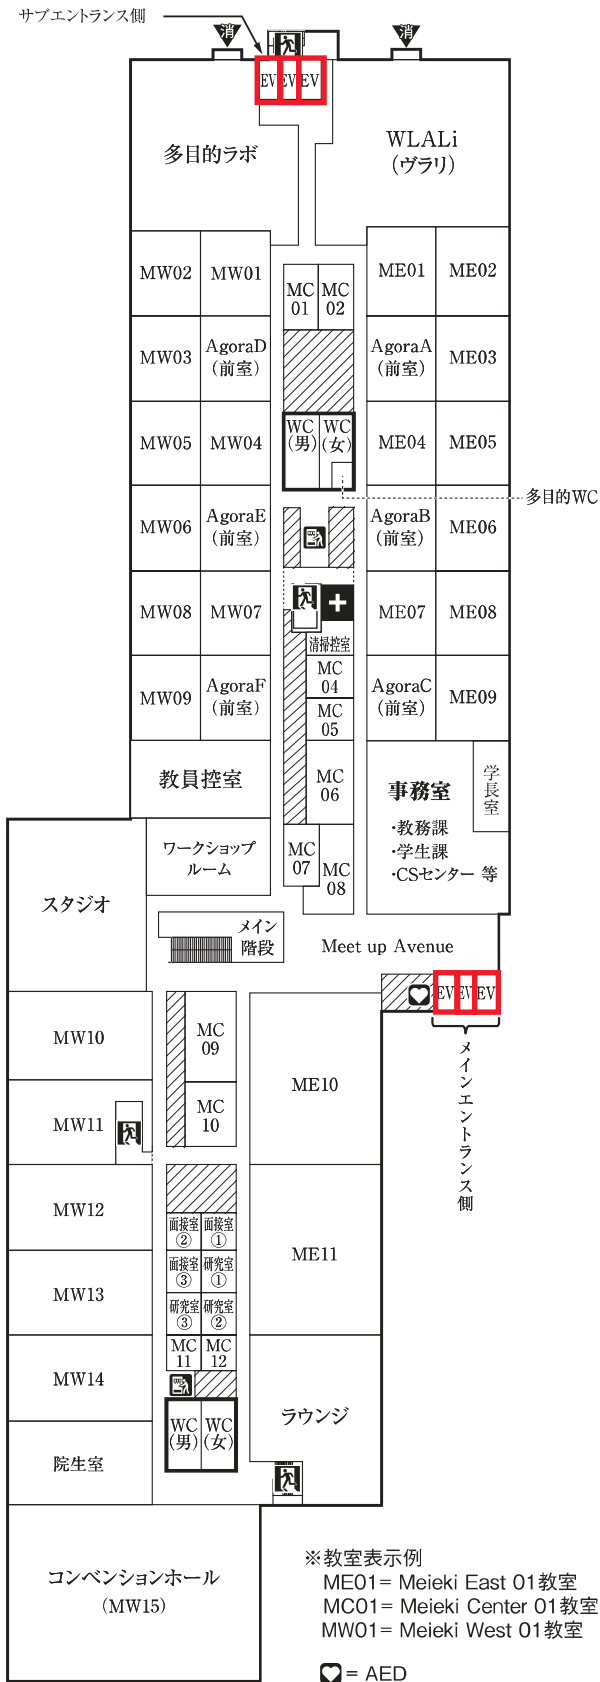 サブエントランス側
消
消
EV
EV
EV
多目的ラボ
WLALi
(ヴラリ)
MW02
MW01
MC
01
MC
02
ME01
ME02
MW03
AgoraD
(前室)
AgoraA
(前室)
ME03
MW05
MW04
WC
(男)
WC
(女)
ME04
ME05
多目的WC
MW06
AgoraE
(前室)
AgoraB
(前室)
ME06
MW08
MW07
ME07
ME08
清掃控室
MC
04
MW09
AgoraF
(前室)
MC
05
AgoraC
(前室)
ME09
教員控室
MC
06
事務室
・教務課
・学生課
・CSセンター 等
学長室
ワークショップ
ルーム
MC
07
MC
08
スタジオ
メイン
階段
Meet up Avenue
EV
EV
EV
メインエントランス側
MW10
MC
09
ME10
MW11
MC
10
MW12
面接室
②
面接室
①
ME11
MW13
面接室
③
研究室
①
研究室
③
研究室
②
MW14
MC
11
MC
12
WC
(男)
WC
(女)
ラウンジ
院生室
コンベンションホール
(MW15)
※教室表示例
ME01= Meieki East 01教室
MC01= Meieki Center 01教室
MW01= Meieki West 01教室
= AED